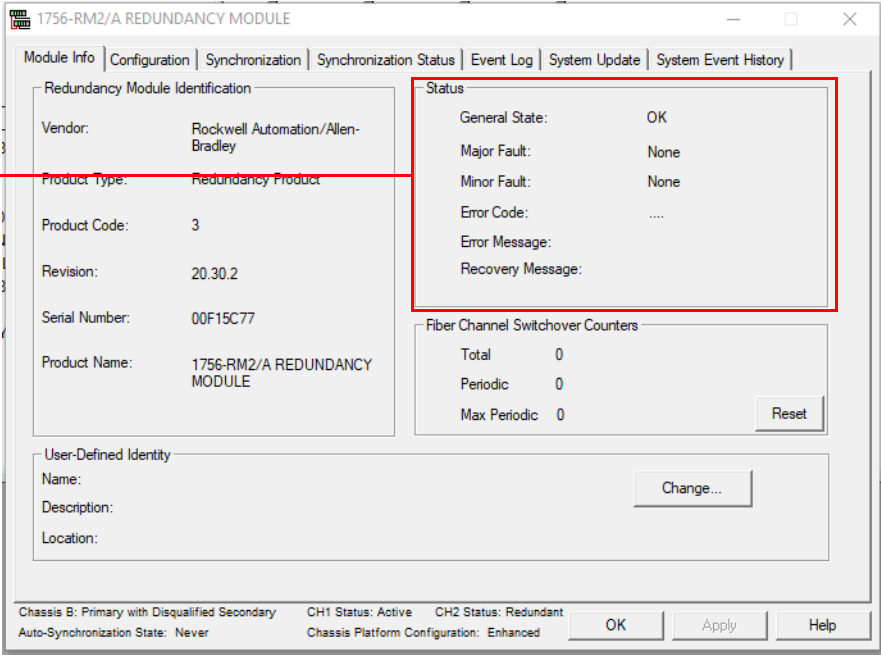 1756-RM2/A REDUNDANCY MODULE
Module Info Configuration Synchronization Synchronization Status Event Log System Update System Event History
Redundancy Module Identification
Vendor: Rockwell Automation/Allen-
Bradley
Product Type: Redundancy Product
Product Code: 3
Revision: 20.30.2
Serial Number: 00F15C77
Product Name: 1756-RM2/A REDUNDANCY
MODULE
Status
General State: OK
Major Fault: None
Minor Fault: None
Error Code: ....
Error Message:
Recovery Message:
Fiber Channel Switchover Counters
Total 0
Periodic 0
Max Periodic 0
Reset
User-Defined Identity
Name:
Description:
Location:
Change...
Chassis B: Primary with Disqualified Secondary CH1 Status: Active CH2 Status: Redundant
Auto-Synchronization State: Never Chassis Platform Configuration: Enhanced
OK Apply Help